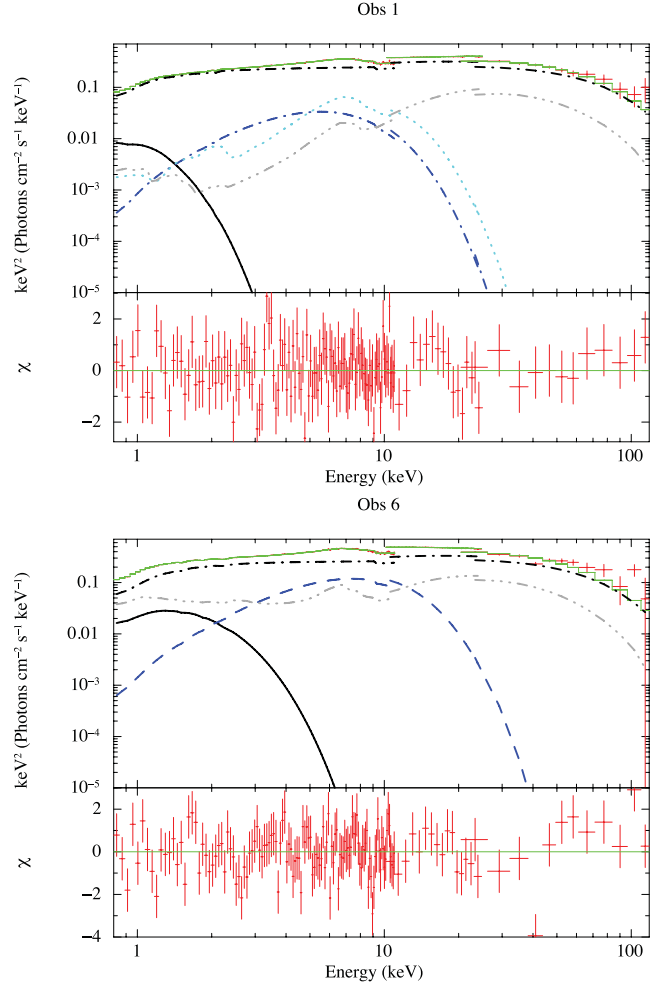 Obs 1
keV² (Photons cm⁻² s⁻¹ keV⁻¹)
0.1
0.01
10⁻³
10⁻⁴
10⁻⁵
χ
2
0
−2
1
10
100
Energy (keV)
Obs 6
keV² (Photons cm⁻² s⁻¹ keV⁻¹)
0.1
0.01
10⁻³
10⁻⁴
10⁻⁵
χ
2
0
−2
−4
1
10
100
Energy (keV)